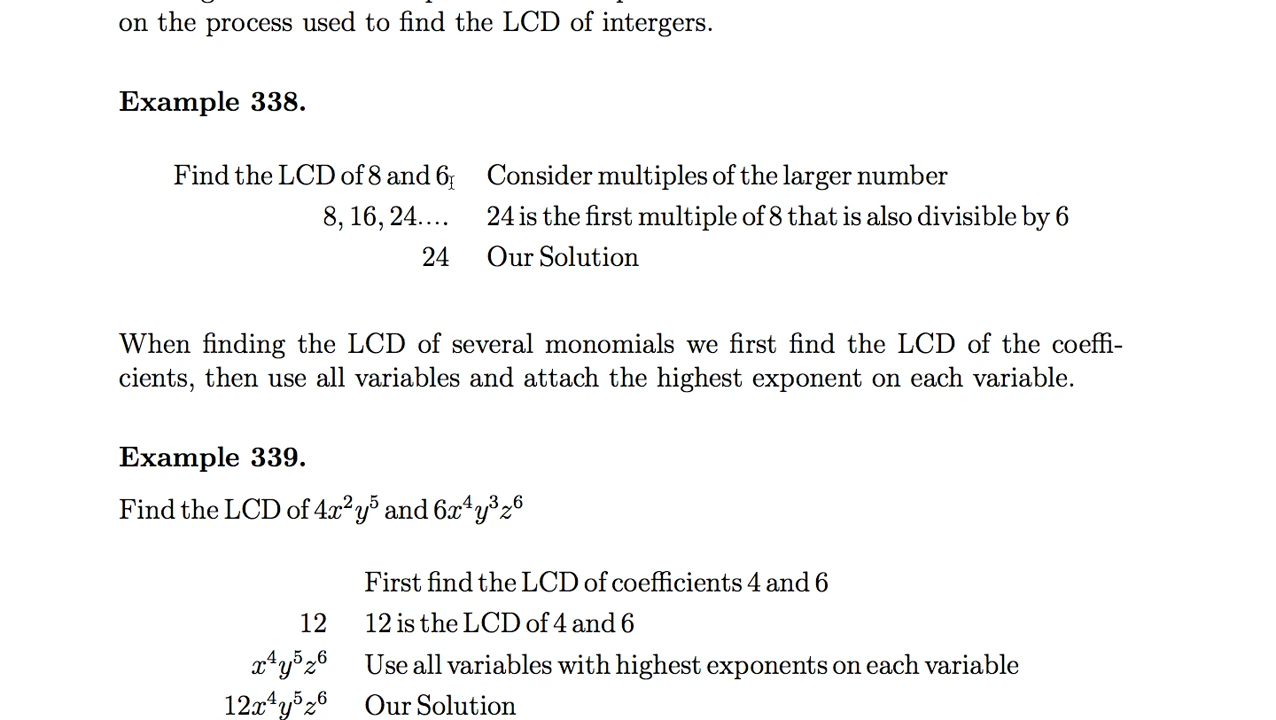 on the process used to find the LCD of intergers.
Example 338.
Find the LCD of 8 and 6 Consider multiples of the larger number
8, 16, 24.... 24 is the first multiple of 8 that is also divisible by 6
24 Our Solution
When finding the LCD of several monomials we first find the LCD of the coeffi-
cients, then use all variables and attach the highest exponent on each variable.
Example 339.
Find the LCD of 4x²y⁵ and 6x⁴y³z⁶
First find the LCD of coefficients 4 and 6
12 12 is the LCD of 4 and 6
x⁴y⁵z⁶ Use all variables with highest exponents on each variable
12x⁴y⁵z⁶ Our Solution